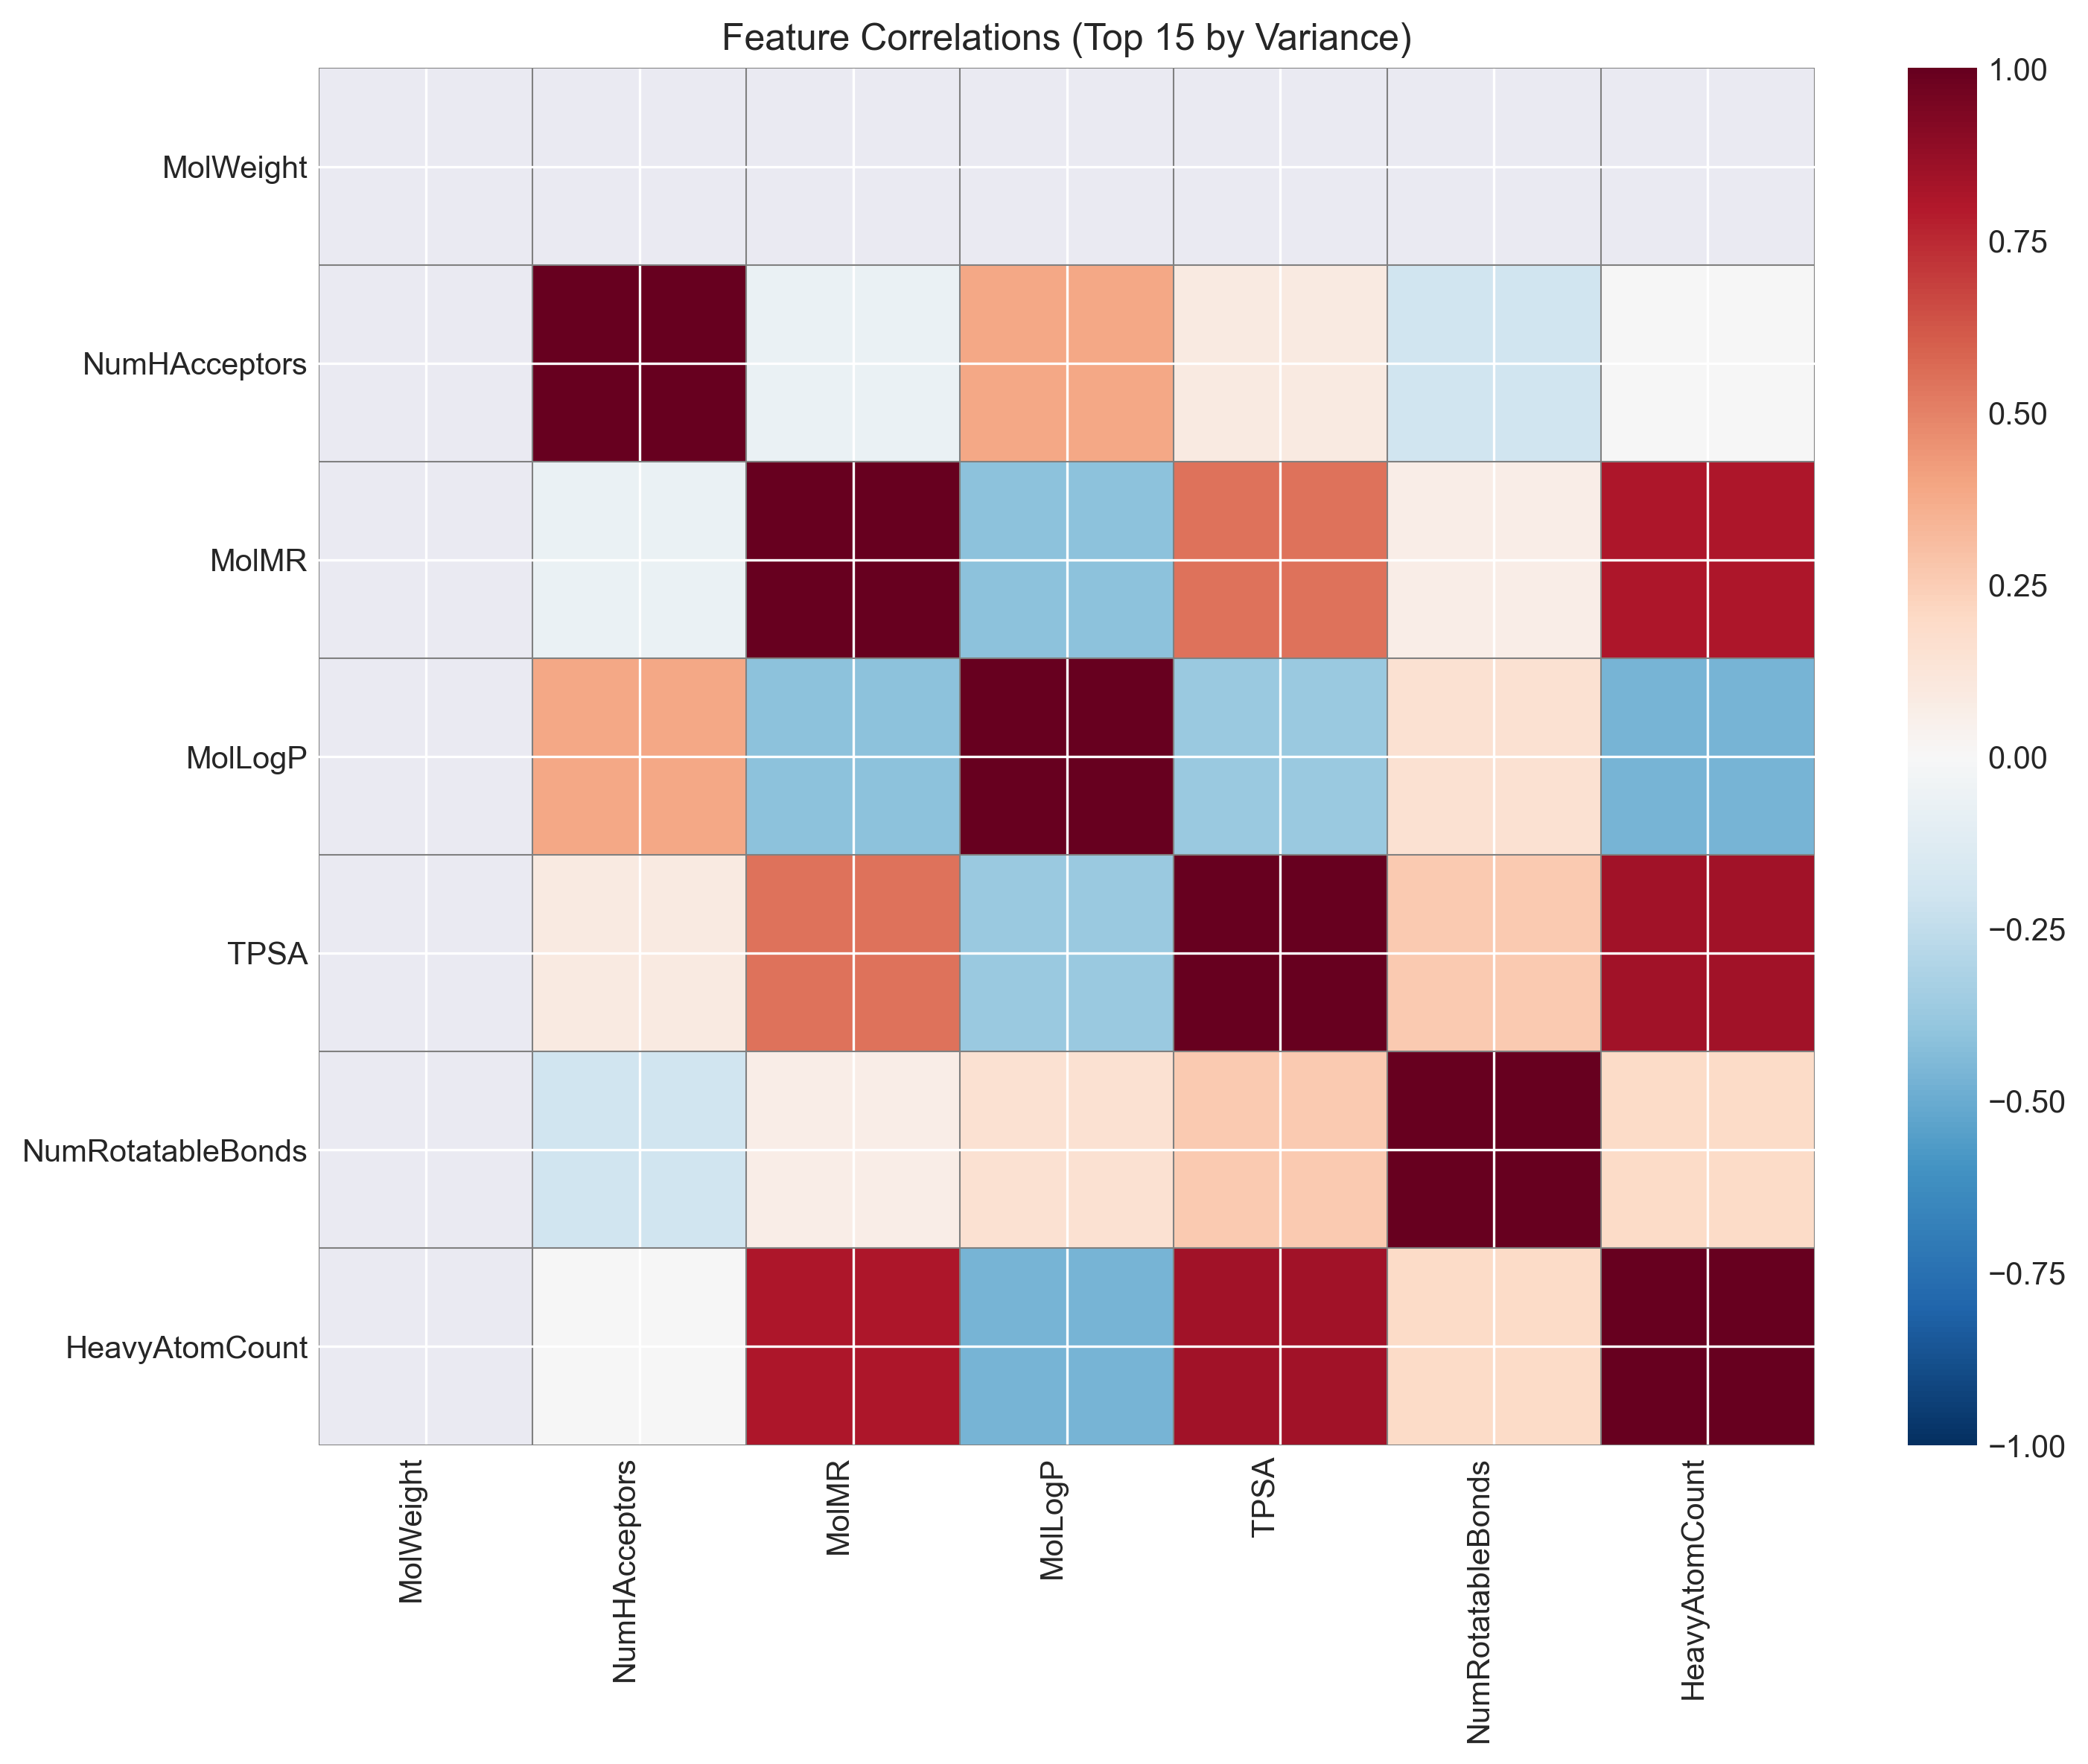 Feature Correlations (Top 15 by Variance)
MolWeight
NumHAcceptors
MolMR
MolLogP
TPSA
NumRotatableBonds
HeavyAtomCount
MolWeight
NumHAcceptors
MolMR
MolLogP
TPSA
NumRotatableBonds
HeavyAtomCount
1.00
0.75
0.50
0.25
0.00
−0.25
−0.50
−0.75
−1.00